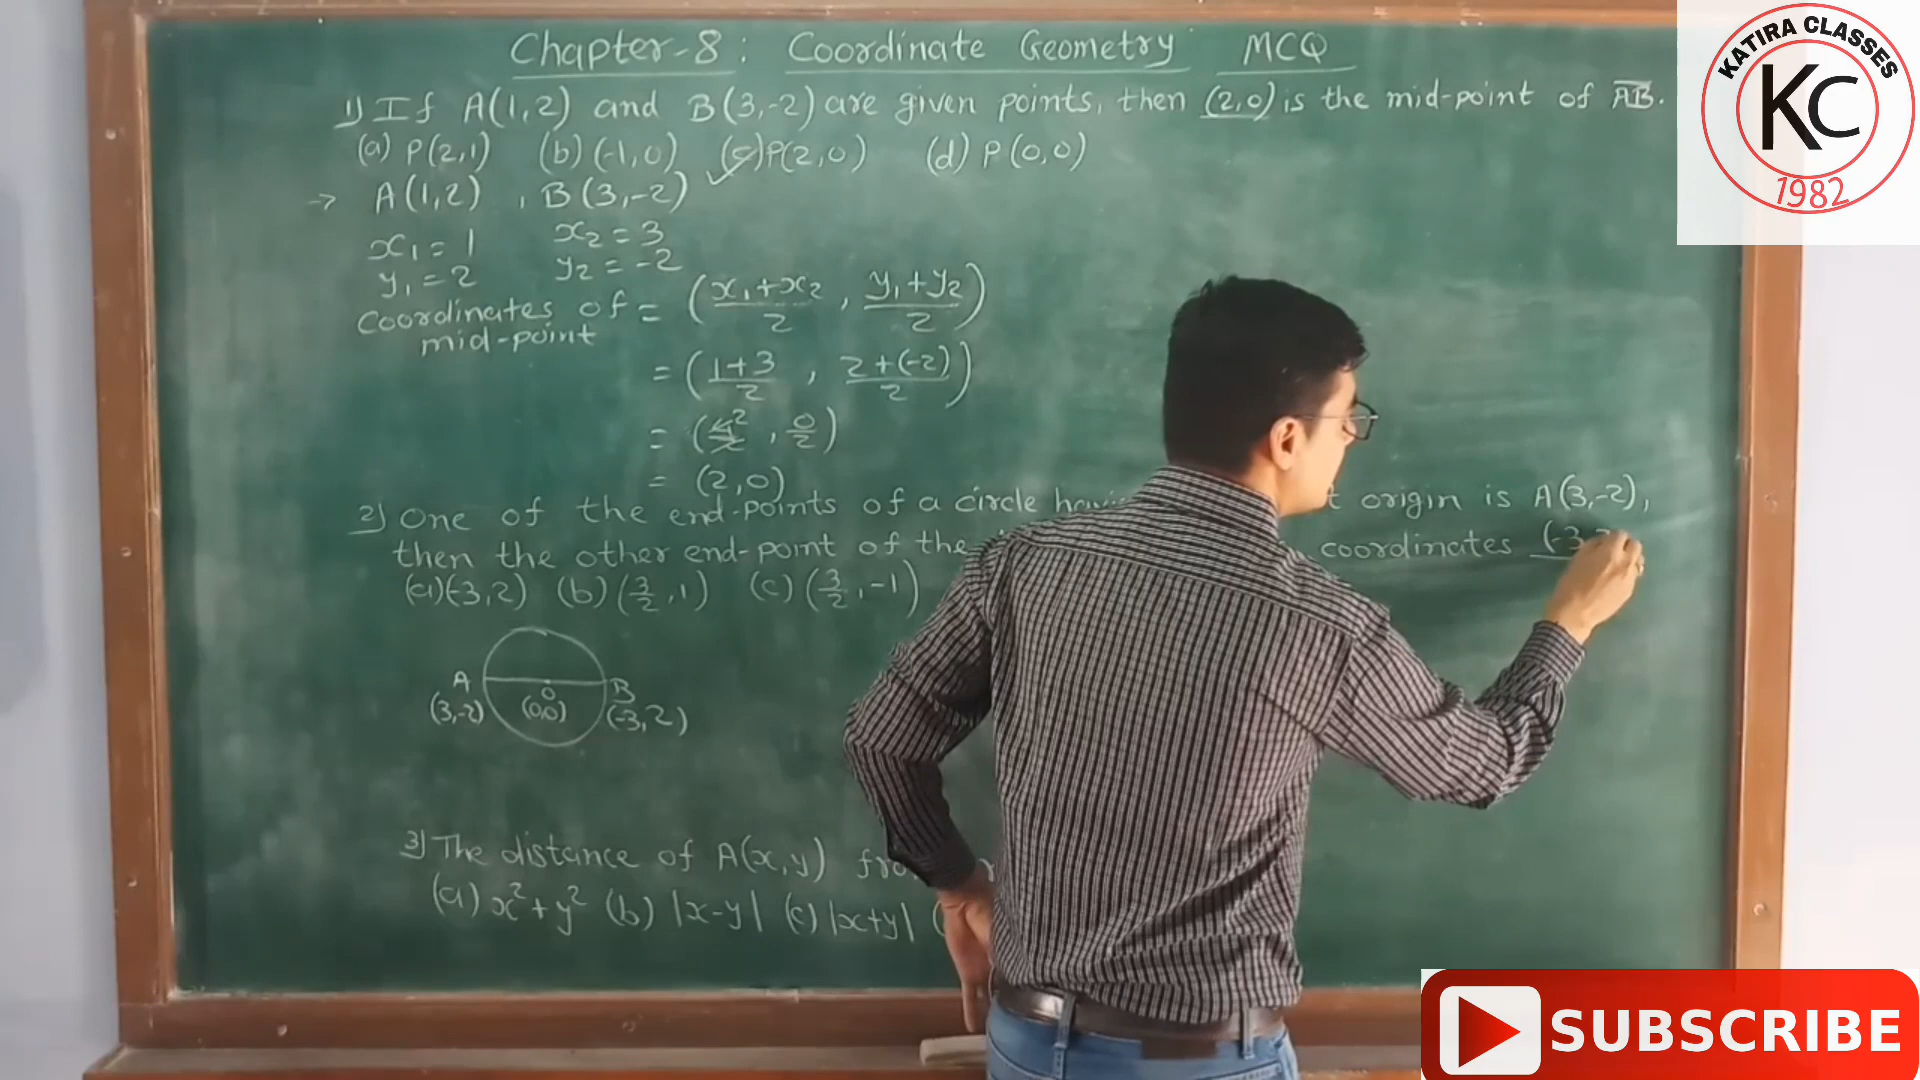 Chapter-8 : Coordinate Geometry MCQ
1) If A(1,2) and B(3,-2) are given points, then (2,0) is the mid-point of AB.
(a) P(2,1) (b) (-1,0) (c) P(2,0) (d) P(0,0)
→ A(1,2) , B(3,-2)
x₁ = 1 x₂ = 3
y₁ = 2 y₂ = -2
Coordinates of mid-point = ((x₁+x₂)/2 , (y₁+y₂)/2)
= ((1+3)/2 , (2+(-2))/2)
= (4/2 2 , 0/2)
= (2,0)
2) One of the end-points of a circle origin is A(3,-2),
then the other end-point of the coordinates (-3,
(a) (-3,2) (b) (3/2 , 1) (c) (3/2 , -1)
A B
O
(3,-2) (0,0) (-3,2)
3) The distance of A(x,y)
(a) x²+y² (b) |x-y| (c) |x+y| (
KATIRA CLASSES
KC
1982
SUBSCRIBE